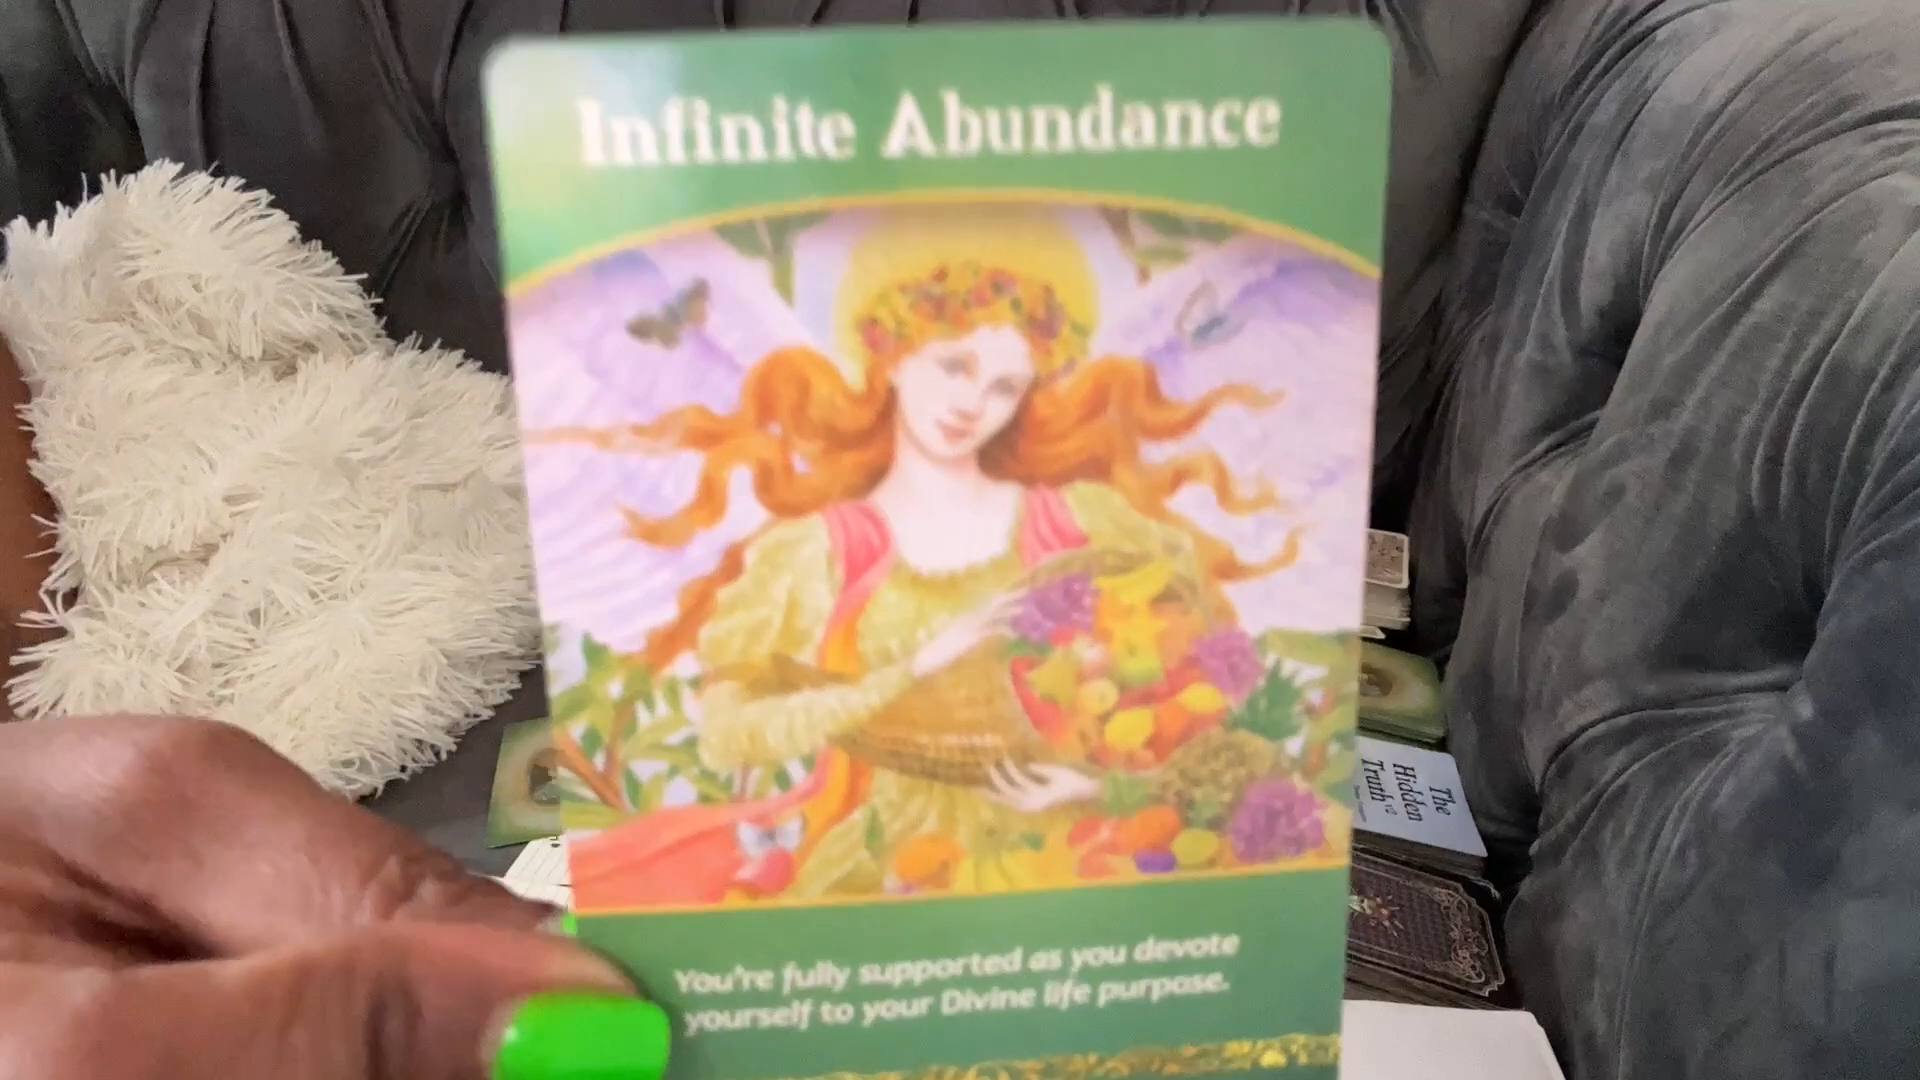 Infinite Abundance
You're fully supported as you devote
yourself to your Divine life purpose.
The
Hidden
Truth